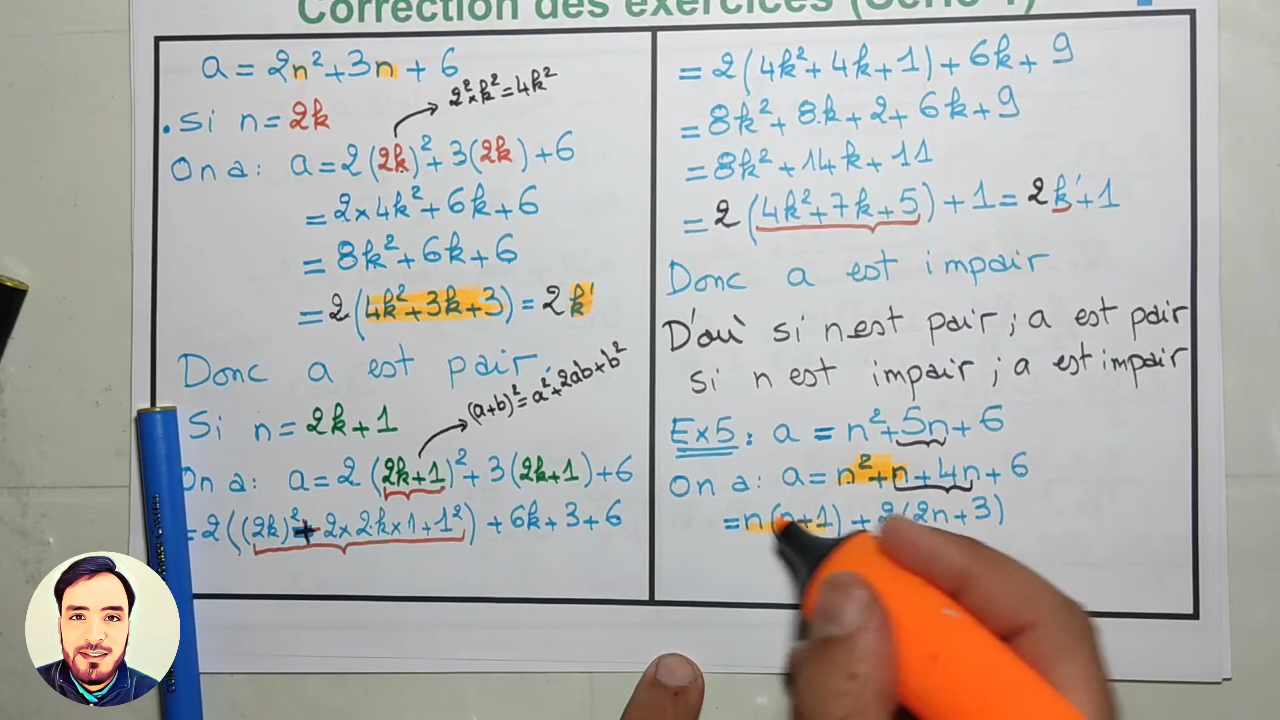 Correction des exercices (Série 1)
a = 2n² + 3n + 6
. Si n = 2k
2² × k² = 4k²
On a : a = 2(2k)² + 3(2k) + 6
= 2 × 4k² + 6k + 6
= 8k² + 6k + 6
= 2(4k² + 3k + 3) = 2k'
Donc a est pair.
(a+b)² = a² + 2ab + b²
Si n = 2k + 1
On a : a = 2(2k+1)² + 3(2k+1) + 6
= 2((2k)² + 2×2k×1 + 1²) + 6k + 3 + 6
= 2(4k² + 4k + 1) + 6k + 9
= 8k² + 8k + 2 + 6k + 9
= 8k² + 14k + 11
= 2(4k² + 7k + 5) + 1 = 2k' + 1
Donc a est impair
D'où si n est pair ; a est pair
si n est impair ; a est impair
Ex5 : a = n² + 5n + 6
On a : a = n² + n + 4n + 6
= n(n+1) + 2(2n + 3)